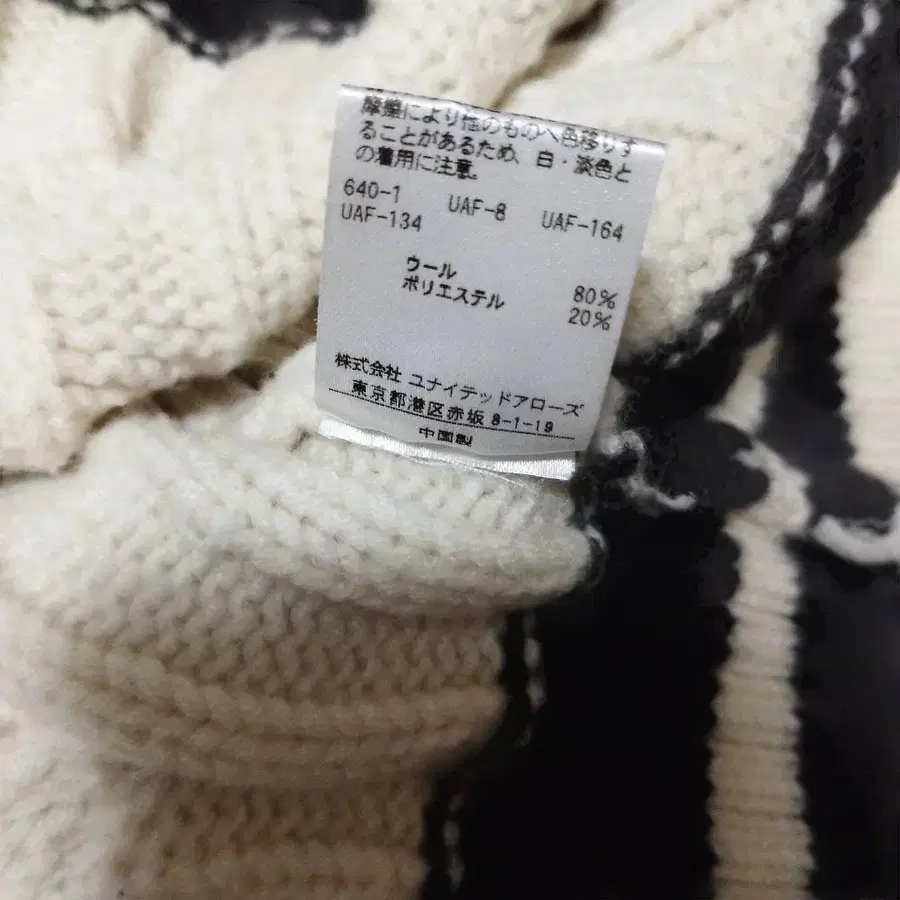 摩擦により他のものへ色移りす
ることがあるため、白・淡色と
の着用に注意。
640-1 UAF-8 UAF-164
UAF-134
ウール 80%
ポリエステル 20%
株式会社 ユナイテッドアローズ
東京都港区赤坂 8-1-19
中国製